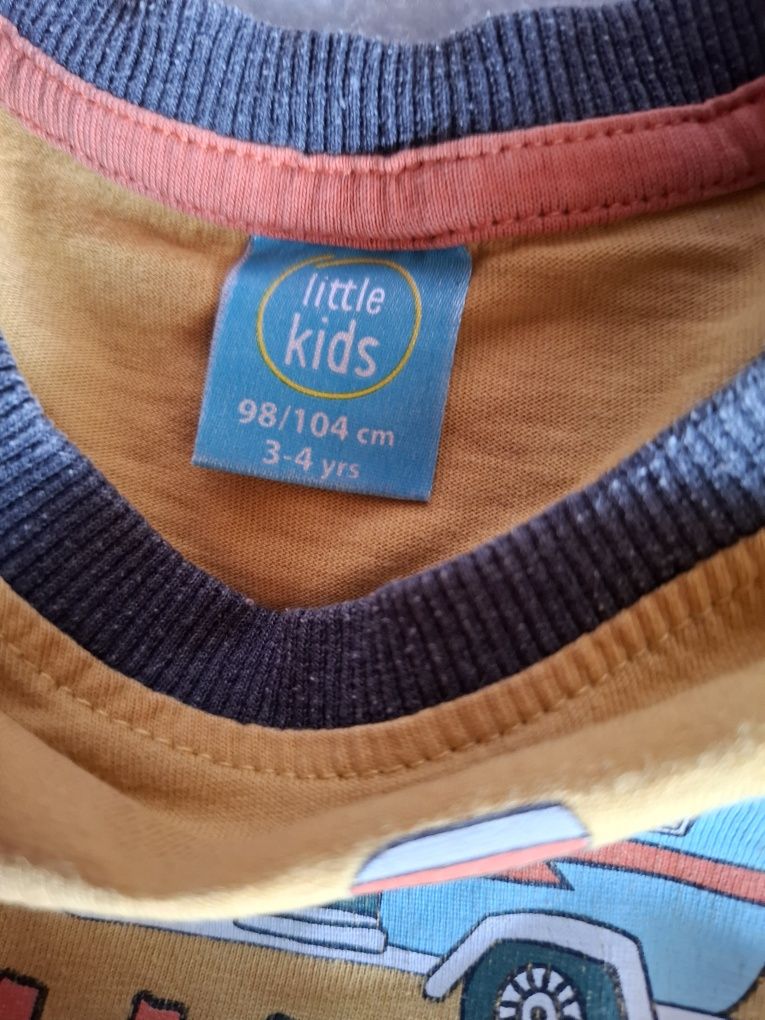 little
kids
98/104 cm
3-4 yrs